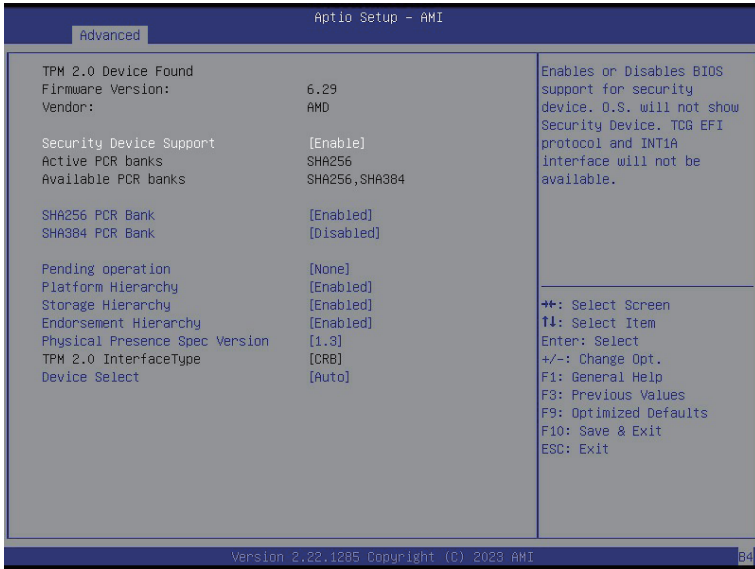 Aptio Setup - AMI
Advanced
TPM 2.0 Device Found
Firmware Version: 6.29
Vendor: AMD
Security Device Support [Enable]
Active PCR banks SHA256
Available PCR banks SHA256,SHA384
SHA256 PCR Bank [Enabled]
SHA384 PCR Bank [Disabled]
Pending operation [None]
Platform Hierarchy [Enabled]
Storage Hierarchy [Enabled]
Endorsement Hierarchy [Enabled]
Physical Presence Spec Version [1.3]
TPM 2.0 InterfaceType [CRB]
Device Select [Auto]
Enables or Disables BIOS
support for security
device. O.S. will not show
Security Device. TCG EFI
protocol and INT1A
interface will not be
available.
→←: Select Screen
↑↓: Select Item
Enter: Select
+/-: Change Opt.
F1: General Help
F3: Previous Values
F9: Optimized Defaults
F10: Save & Exit
ESC: Exit
Version 2.22.1285 Copyright (C) 2023 AMI
B4